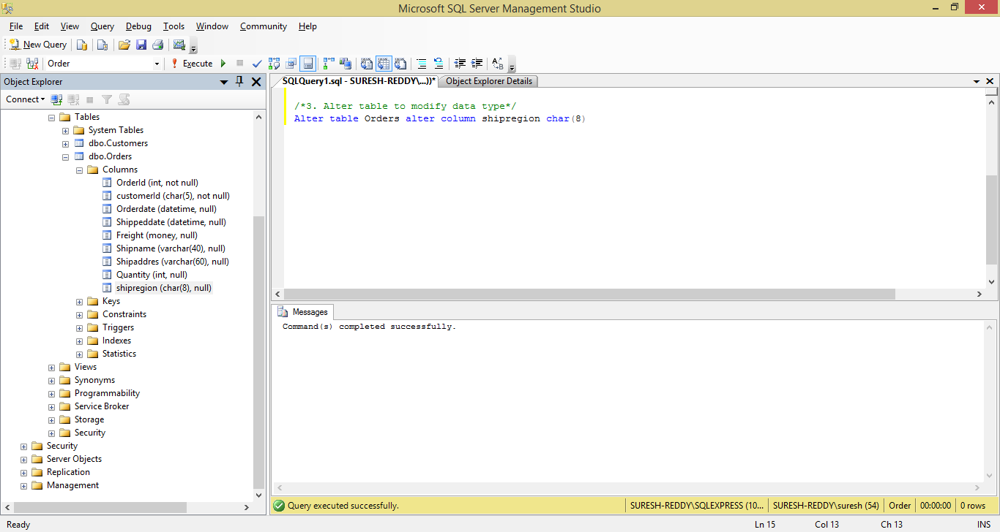 Microsoft SQL Server Management Studio
File Edit View Query Debug Tools Window Community Help
New Query
Order Execute
Object Explorer
Connect
Tables
System Tables
dbo.Customers
dbo.Orders
Columns
OrderId (int, not null)
customerId (char(5), not null)
Orderdate (datetime, null)
Shippeddate (datetime, null)
Freight (money, null)
Shipname (varchar(40), null)
Shipaddres (varchar(60), null)
Quantity (int, null)
shipregion (char(8), null)
Keys
Constraints
Triggers
Indexes
Statistics
Views
Synonyms
Programmability
Service Broker
Storage
Security
Security
Server Objects
Replication
Management
SQLQuery1.sql - SURESH-REDDY\...))* Object Explorer Details
/*3. Alter table to modify data type*/
Alter table Orders alter column shipregion char(8)
Messages
Command(s) completed successfully.
Query executed successfully. SURESH-REDDY\SQLEXPRESS (10... SURESH-REDDY\suresh (54) Order 00:00:00 0 rows
Ready Ln 15 Col 13 Ch 13 INS